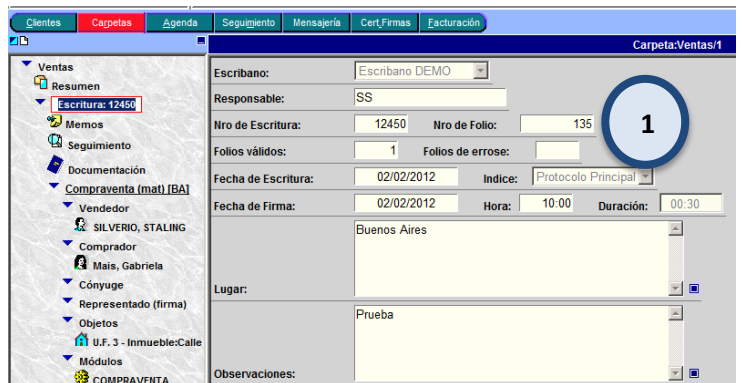 Clientes Carpetas Agenda Seguimiento Mensajería Cert.Firmas Facturación
Carpeta:Ventas/1
Ventas
Resumen
Escritura: 12450
Memos
Seguimiento
Documentación
Compraventa (mat) [BA]
Vendedor
SILVERIO, STALING
Comprador
Mais, Gabriela
Cónyuge
Representado (firma)
Objetos
U.F. 3 - Inmueble:Calle
Módulos
COMPRAVENTA
Escribano: Escribano DEMO
Responsable: SS
Nro de Escritura: 12450 Nro de Folio: 135
Folios válidos: 1 Folios de errose:
Fecha de Escritura: 02/02/2012 Indice: Protocolo Principal
Fecha de Firma: 02/02/2012 Hora: 10:00 Duración: 00:30
Buenos Aires
Lugar:
Prueba
Observaciones:
1